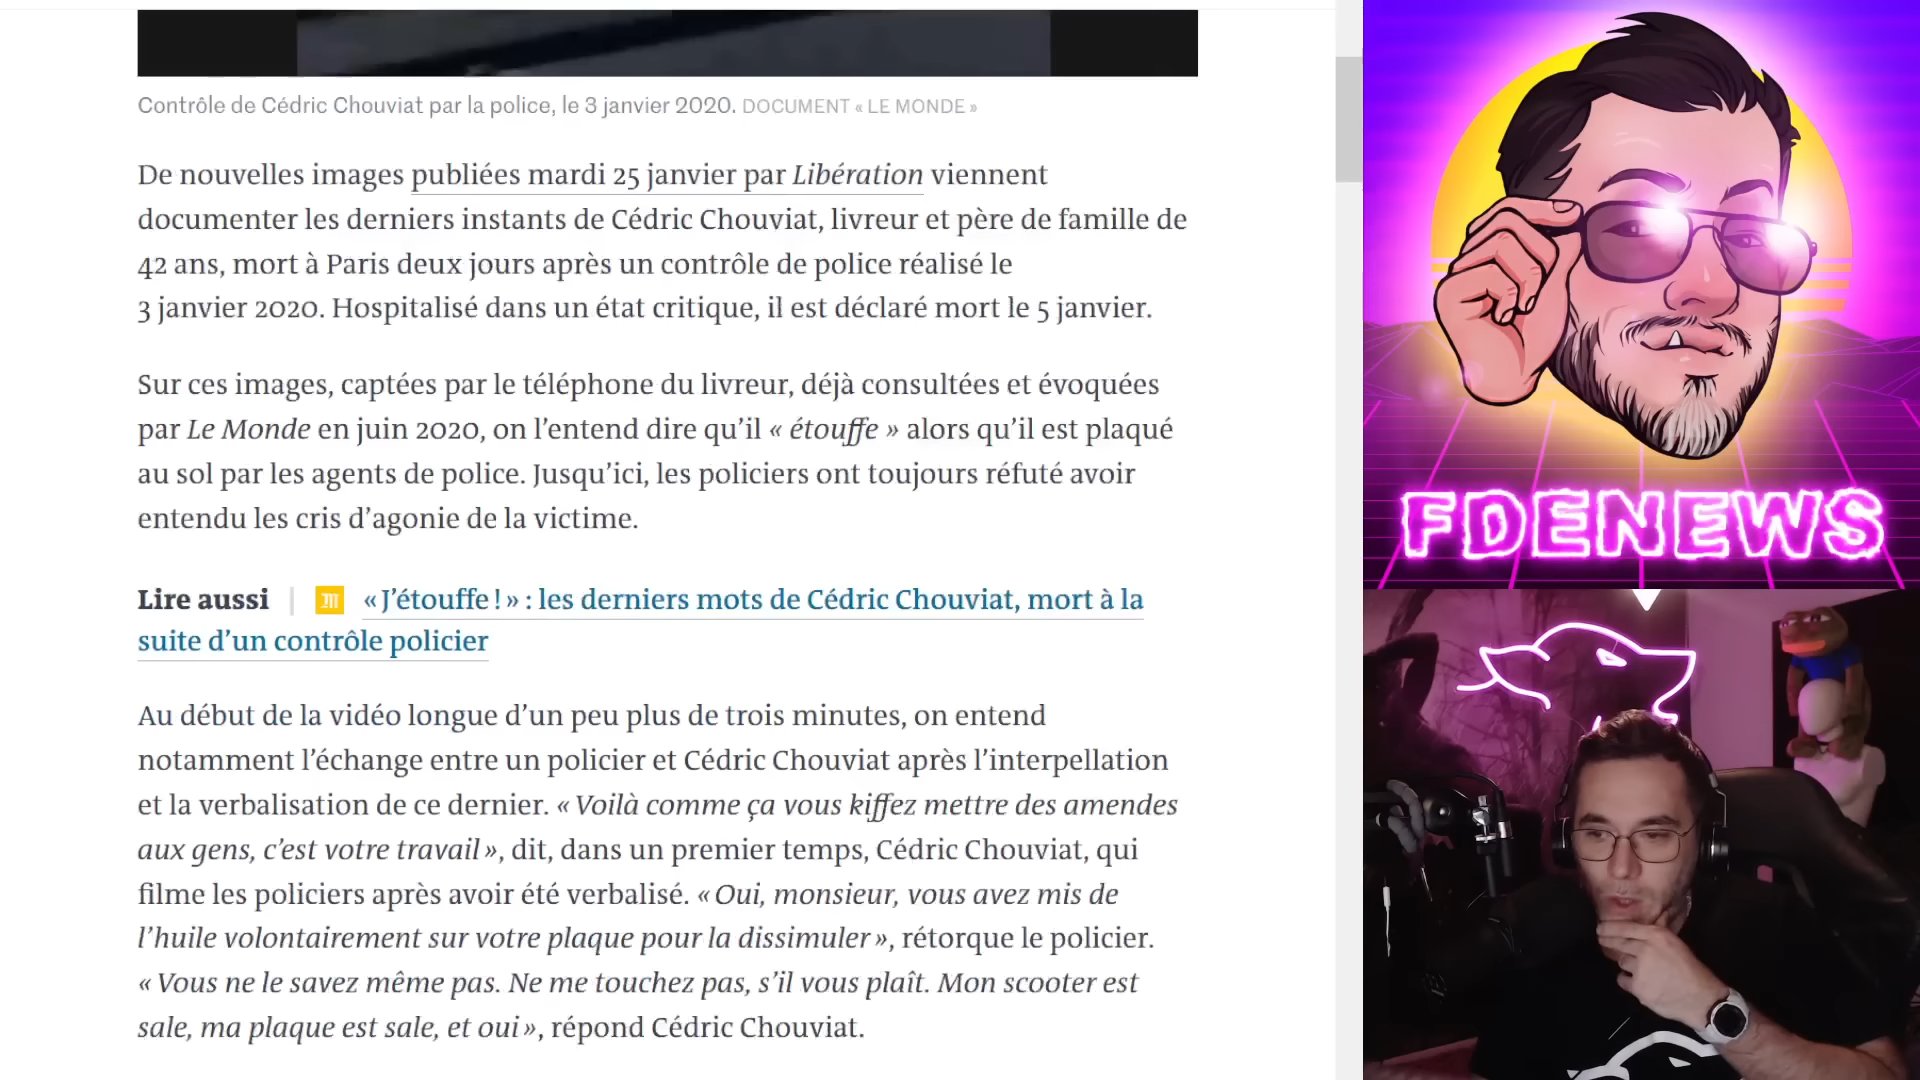 Contrôle de Cédric Chouviat par la police, le 3 janvier 2020. DOCUMENT « LE MONDE »
De nouvelles images publiées mardi 25 janvier par Libération viennent
documenter les derniers instants de Cédric Chouviat, livreur et père de famille de
42 ans, mort à Paris deux jours après un contrôle de police réalisé le
3 janvier 2020. Hospitalisé dans un état critique, il est déclaré mort le 5 janvier.
Sur ces images, captées par le téléphone du livreur, déjà consultées et évoquées
par Le Monde en juin 2020, on l’entend dire qu’il « étouffe » alors qu’il est plaqué
au sol par les agents de police. Jusqu’ici, les policiers ont toujours réfuté avoir
entendu les cris d’agonie de la victime.
Lire aussi | M « J’étouffe ! » : les derniers mots de Cédric Chouviat, mort à la
suite d’un contrôle policier
Au début de la vidéo longue d’un peu plus de trois minutes, on entend
notamment l’échange entre un policier et Cédric Chouviat après l’interpellation
et la verbalisation de ce dernier. « Voilà comme ça vous kiffez mettre des amendes
aux gens, c’est votre travail », dit, dans un premier temps, Cédric Chouviat, qui
filme les policiers après avoir été verbalisé. « Oui, monsieur, vous avez mis de
l’huile volontairement sur votre plaque pour la dissimuler », rétorque le policier.
« Vous ne le savez même pas. Ne me touchez pas, s’il vous plaît. Mon scooter est
sale, ma plaque est sale, et oui », répond Cédric Chouviat.
FDENEWS